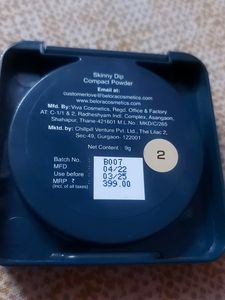 Skinny Dip
Compact Powder
Email at:
customerlove@beloracosmetics.com
www.beloracosmetics.com
Mfd. By: Viva Cosmetics, Regd. Office & Factory
AT: C-1/1 & 2, Radheshyam Indl. Complex, Asangaon,
Shahapur, Thane-421601 M.L.No.: MKD/C/265
Mktd. by: Chillpill Venture Pvt. Ltd., The Lilac 2,
Sec-49, Gurgaon- 122001
Net Content : 9g
Batch No. B007
MFD 04/22
Use before 03/25
MRP ₹ 399.00
(Incl. of all taxes)
2